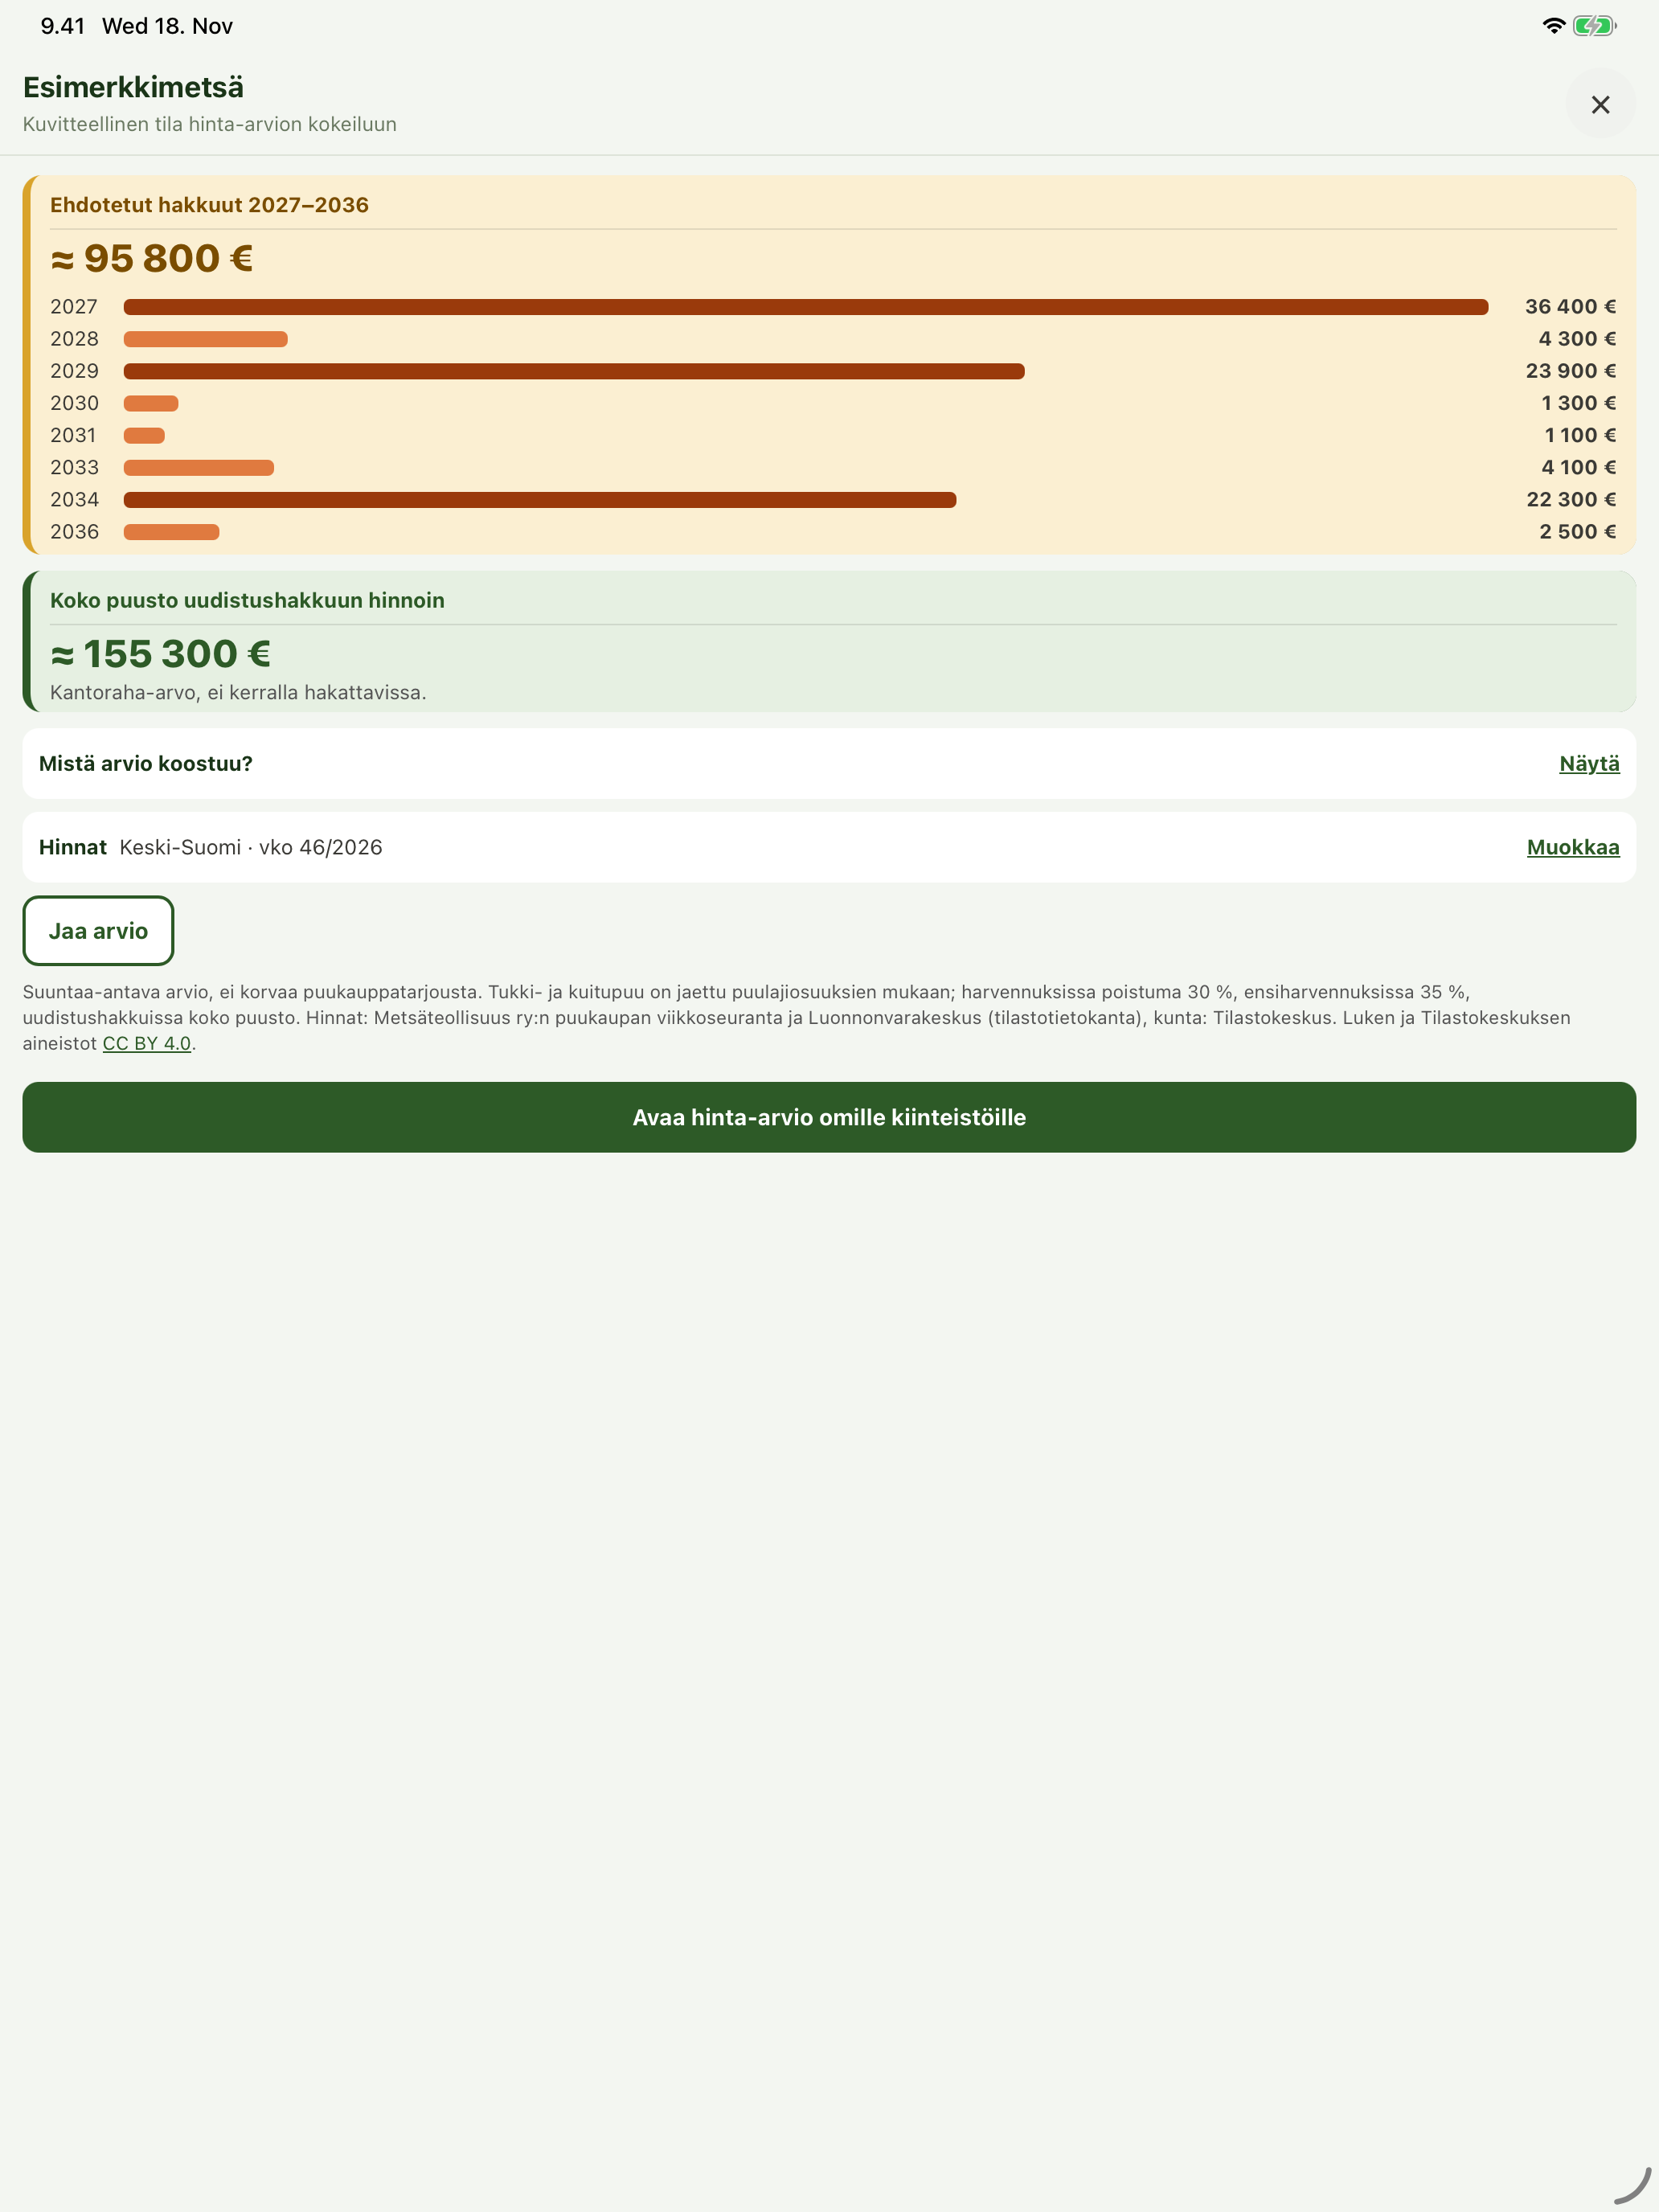 9.41 Wed 18. Nov
Esimerkkimetsä
Kuvitteellinen tila hinta-arvion kokeiluun
Ehdotetut hakkuut 2027–2036
≈ 95 800 €
2027 36 400 €
2028 4 300 €
2029 23 900 €
2030 1 300 €
2031 1 100 €
2033 4 100 €
2034 22 300 €
2036 2 500 €
Koko puusto uudistushakkuun hinnoin
≈ 155 300 €
Kantoraha-arvo, ei kerralla hakattavissa.
Mistä arvio koostuu? Näytä
Hinnat Keski-Suomi · vko 46/2026 Muokkaa
Jaa arvio
Suuntaa-antava arvio, ei korvaa puukauppatarjousta. Tukki- ja kuitupuu on jaettu puulajiosuuksien mukaan; harvennuksissa poistuma 30 %, ensiharvennuksissa 35 %,
uudistushakkuissa koko puusto. Hinnat: Metsäteollisuus ry:n puukaupan viikkoseuranta ja Luonnonvarakeskus (tilastotietokanta), kunta: Tilastokeskus. Luken ja Tilastokeskuksen
aineistot CC BY 4.0.
Avaa hinta-arvio omille kiinteistöille